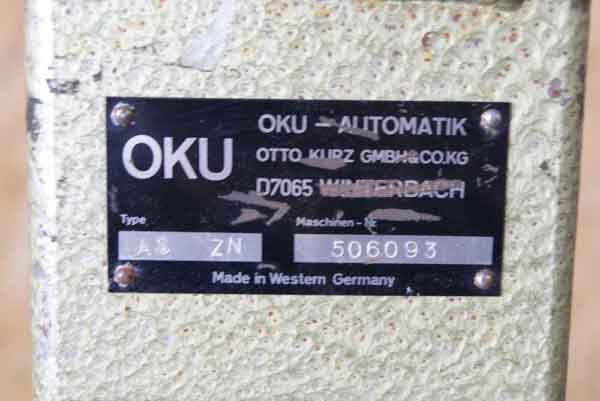 OKU
OKU - AUTOMATIK
OTTO KURZ GMBH&CO.KG
D7065 WINTERBACH
Type
Maschinen-Nr.
ZN
506093
Made in Western Germany